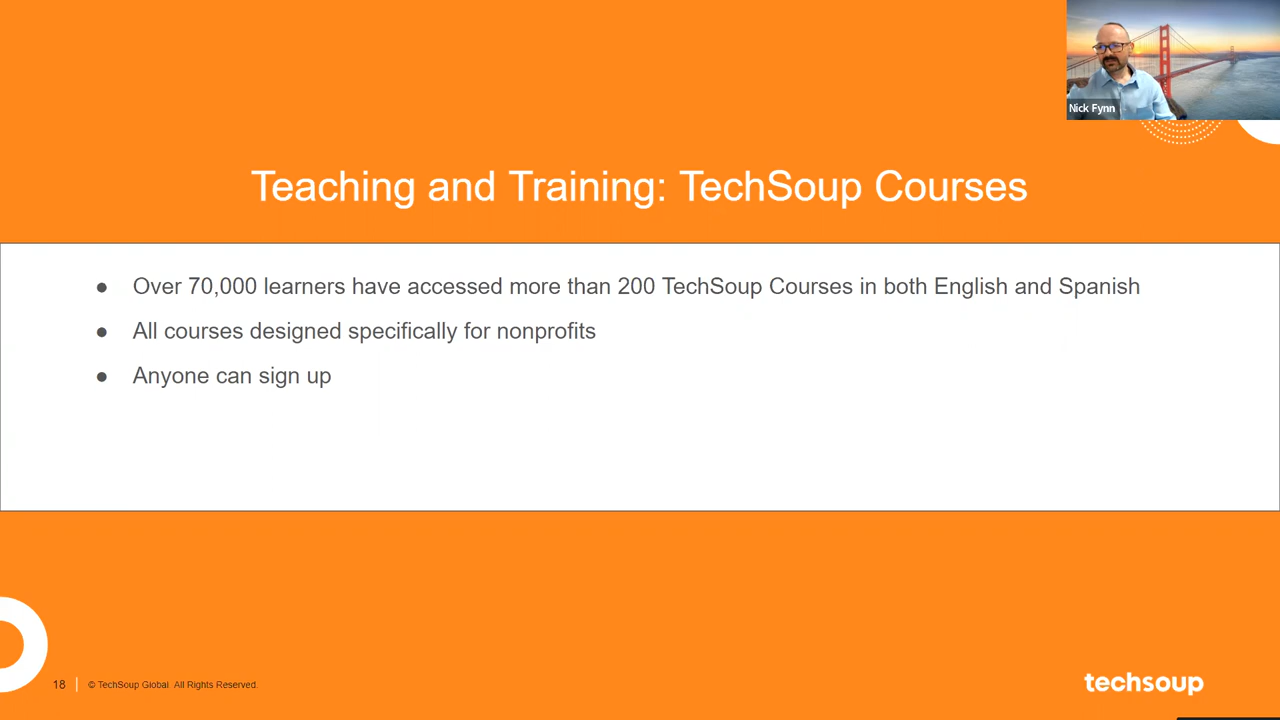 Nick Fynn
Teaching and Training: TechSoup Courses
● Over 70,000 learners have accessed more than 200 TechSoup Courses in both English and Spanish
● All courses designed specifically for nonprofits
● Anyone can sign up
18 | © TechSoup Global All Rights Reserved.
techsoup